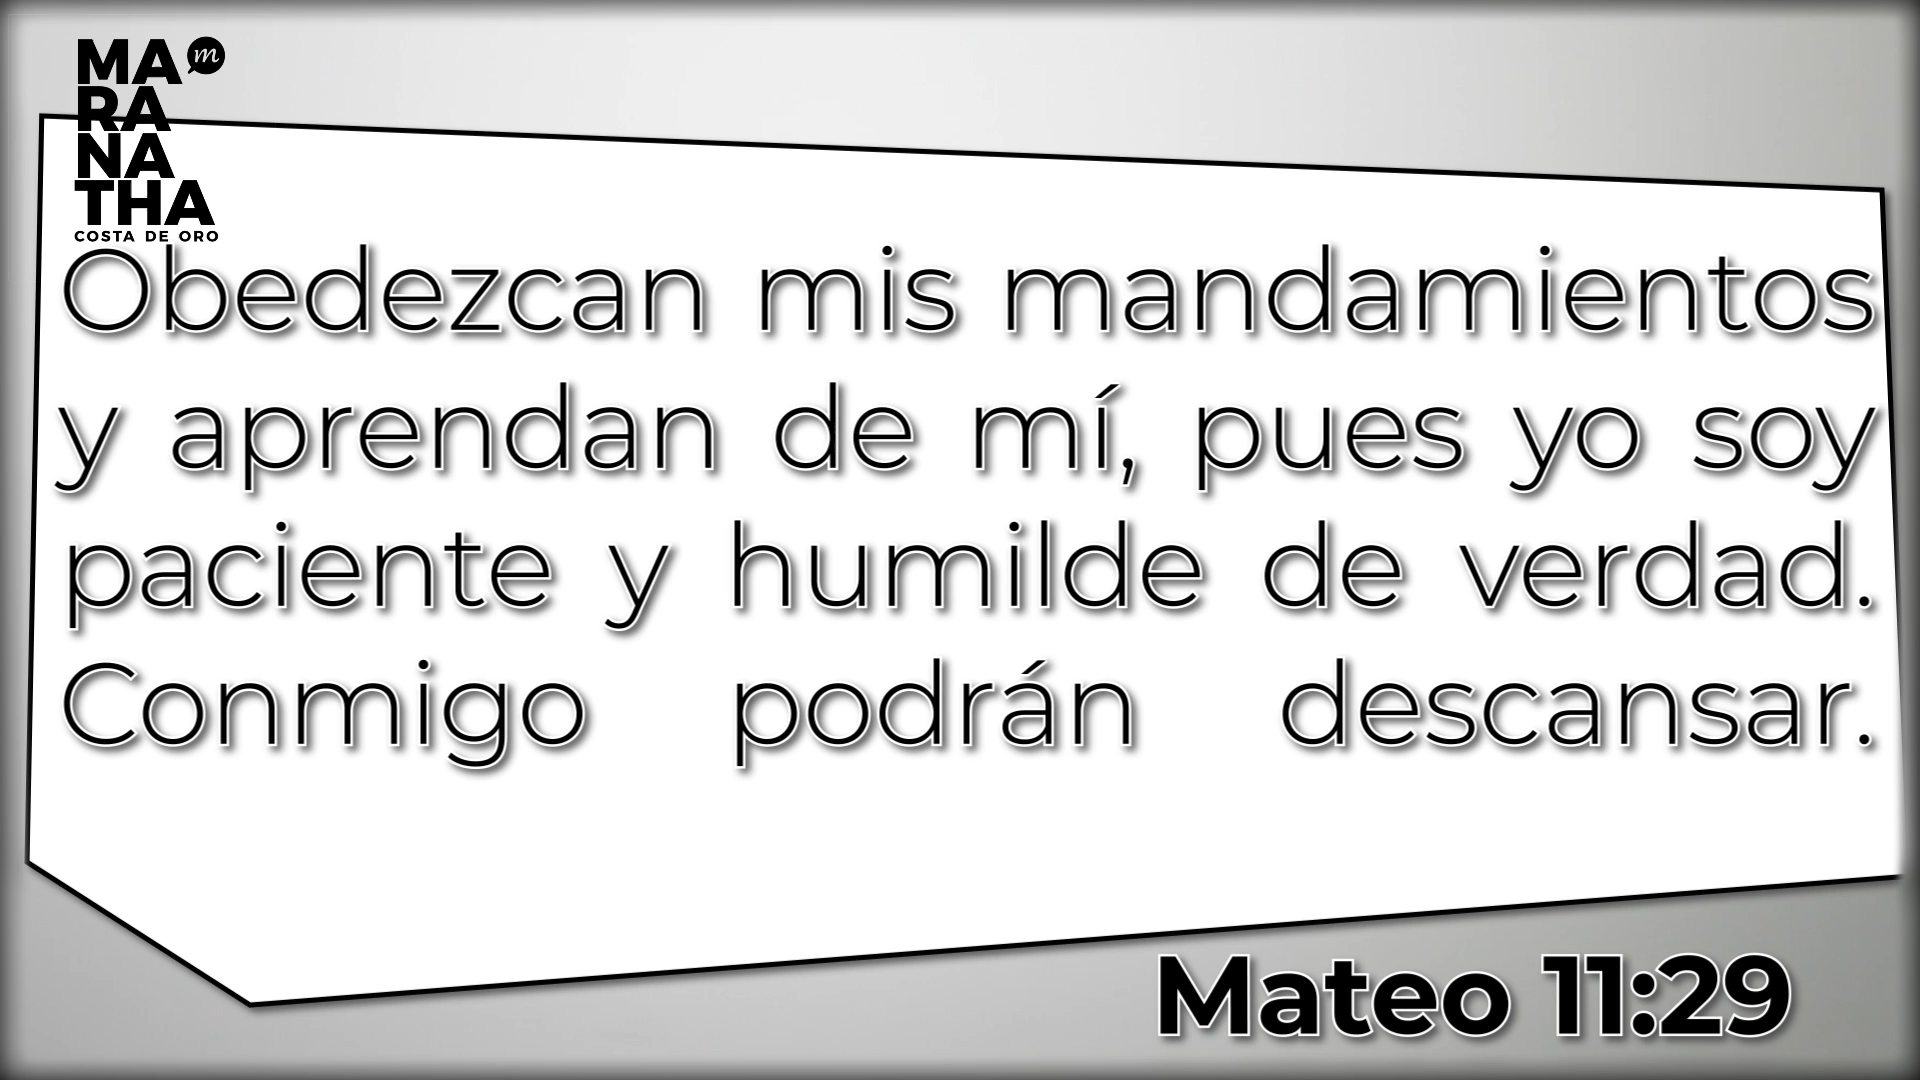 MA m
RA
NA
THA
COSTA DE ORO
Obedezcan mis mandamientos
y aprendan de mí, pues yo soy
paciente y humilde de verdad.
Conmigo podrán descansar.
Mateo 11:29